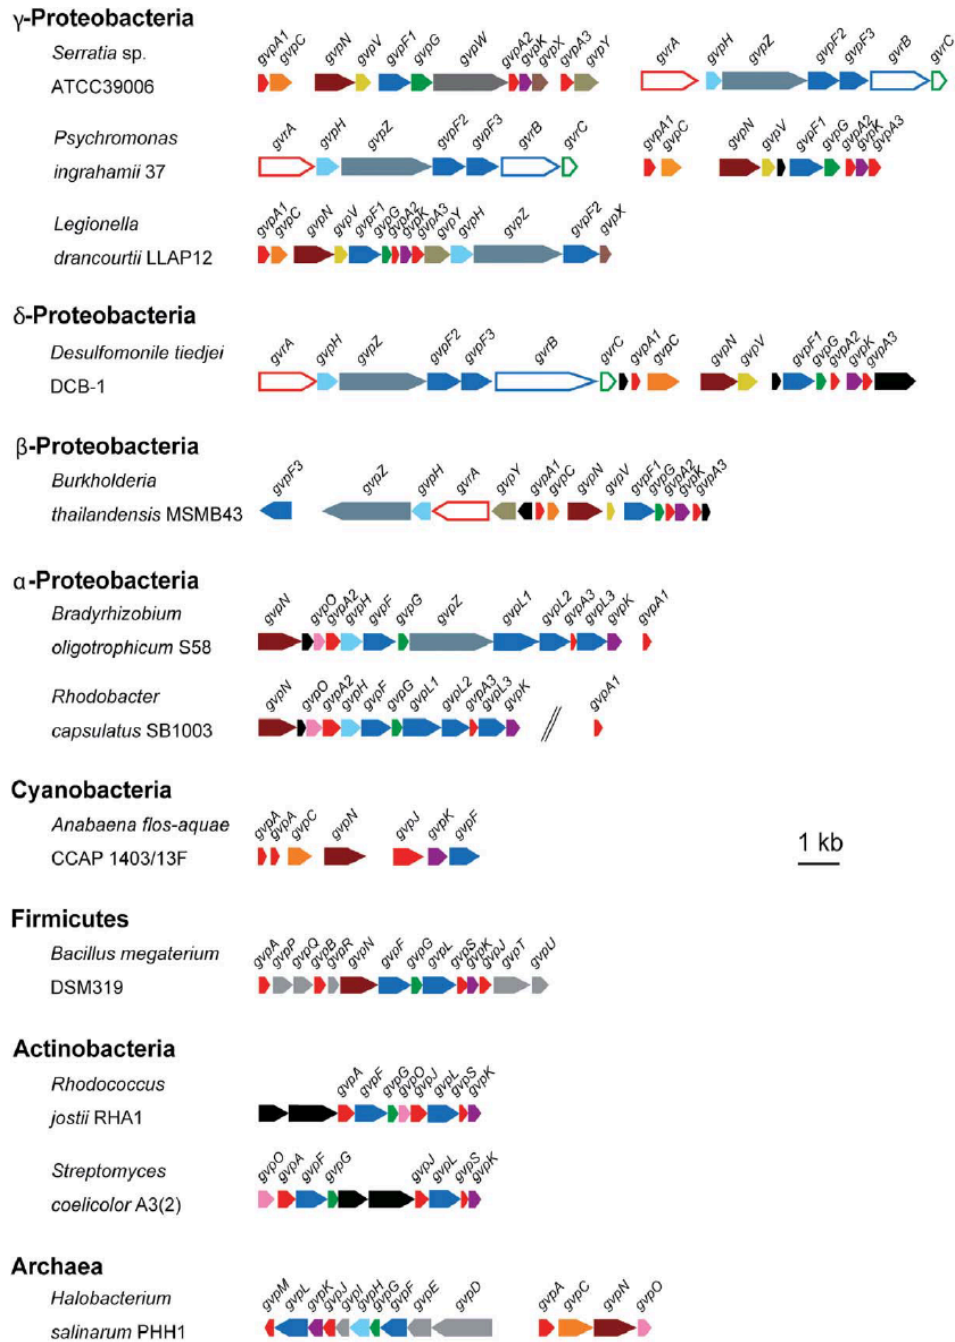 γ-Proteobacteria
Serratia sp.
ATCC39006
gvpA1 gvpC gvpN gvpV gvpF1 gvpG gvpW gvpA2 gvpK gvpX gvpA3 gvpY gvrA gvpH gvpZ gvpF2 gvpF3 gvrB gvrC
Psychromonas
ingrahamii 37
gvrA gvpH gvpZ gvpF2 gvpF3 gvrB gvrC gvpA1 gvpC gvpN gvpV gvpF1 gvpG gvpA2 gvpK gvpA3
Legionella
drancourtii LLAP12
gvpA1 gvpC gvpN gvpV gvpF1 gvpG gvpA2 gvpK gvpA3 gvpY gvpH gvpZ gvpF2 gvpX
δ-Proteobacteria
Desulfomonile tiedjei
DCB-1
gvrA gvpH gvpZ gvpF2 gvpF3 gvrB gvrC gvpA1 gvpC gvpN gvpV gvpF1 gvpG gvpA2 gvpK gvpA3
β-Proteobacteria
Burkholderia
thailandensis MSMB43
gvpF3 gvpZ gvpH gvrA gvpY gvpA1 gvpC gvpN gvpV gvpF1 gvpG gvpA2 gvpK gvpA3
α-Proteobacteria
Bradyrhizobium
oligotrophicum S58
gvpN gvpO gvpA2 gvpH gvpF gvpG gvpZ gvpL1 gvpL2 gvpA3 gvpL3 gvpK gvpA1
Rhodobacter
capsulatus SB1003
gvpN gvpO gvpA2 gvpH gvpF gvpG gvpL1 gvpL2 gvpA3 gvpL3 gvpK gvpA1
Cyanobacteria
Anabaena flos-aquae
CCAP 1403/13F
gvpA gvpA gvpC gvpN gvpJ gvpK gvpF
1 kb
Firmicutes
Bacillus megaterium
DSM319
gvpA gvpP gvpQ gvpB gvpR gvpN gvpF gvpG gvpL gvpS gvpK gvpJ gvpT gvpU
Actinobacteria
Rhodococcus
jostii RHA1
gvpA gvpF gvpG gvpO gvpJ gvpL gvpS gvpK
Streptomyces
coelicolor A3(2)
gvpO gvpA gvpF gvpG gvpJ gvpL gvpS gvpK
Archaea
Halobacterium
salinarum PHH1
gvpM gvpL gvpK gvpJ gvpI gvpH gvpG gvpF gvpE gvpD gvpA gvpC gvpN gvpO